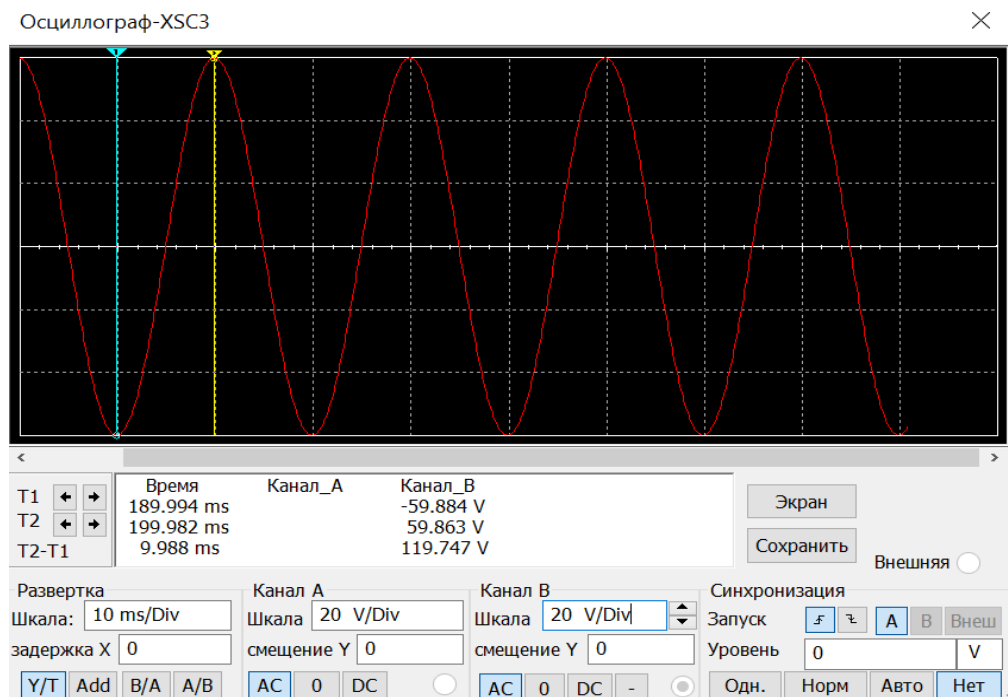 Осциллограф-XSC3
T1
T2
T2-T1
Время Канал_A Канал_B
189.994 ms -59.884 V
199.982 ms 59.863 V
9.988 ms 119.747 V
Экран
Сохранить
Внешняя
Развертка
Шкала: 10 ms/Div
задержка X 0
Y/T Add B/A A/B
Канал A
Шкала 20 V/Div
смещение Y 0
AC 0 DC
Канал B
Шкала 20 V/Div
смещение Y 0
AC 0 DC -
Синхронизация
Запуск A B Внеш
Уровень 0 V
Одн. Норм Авто Нет